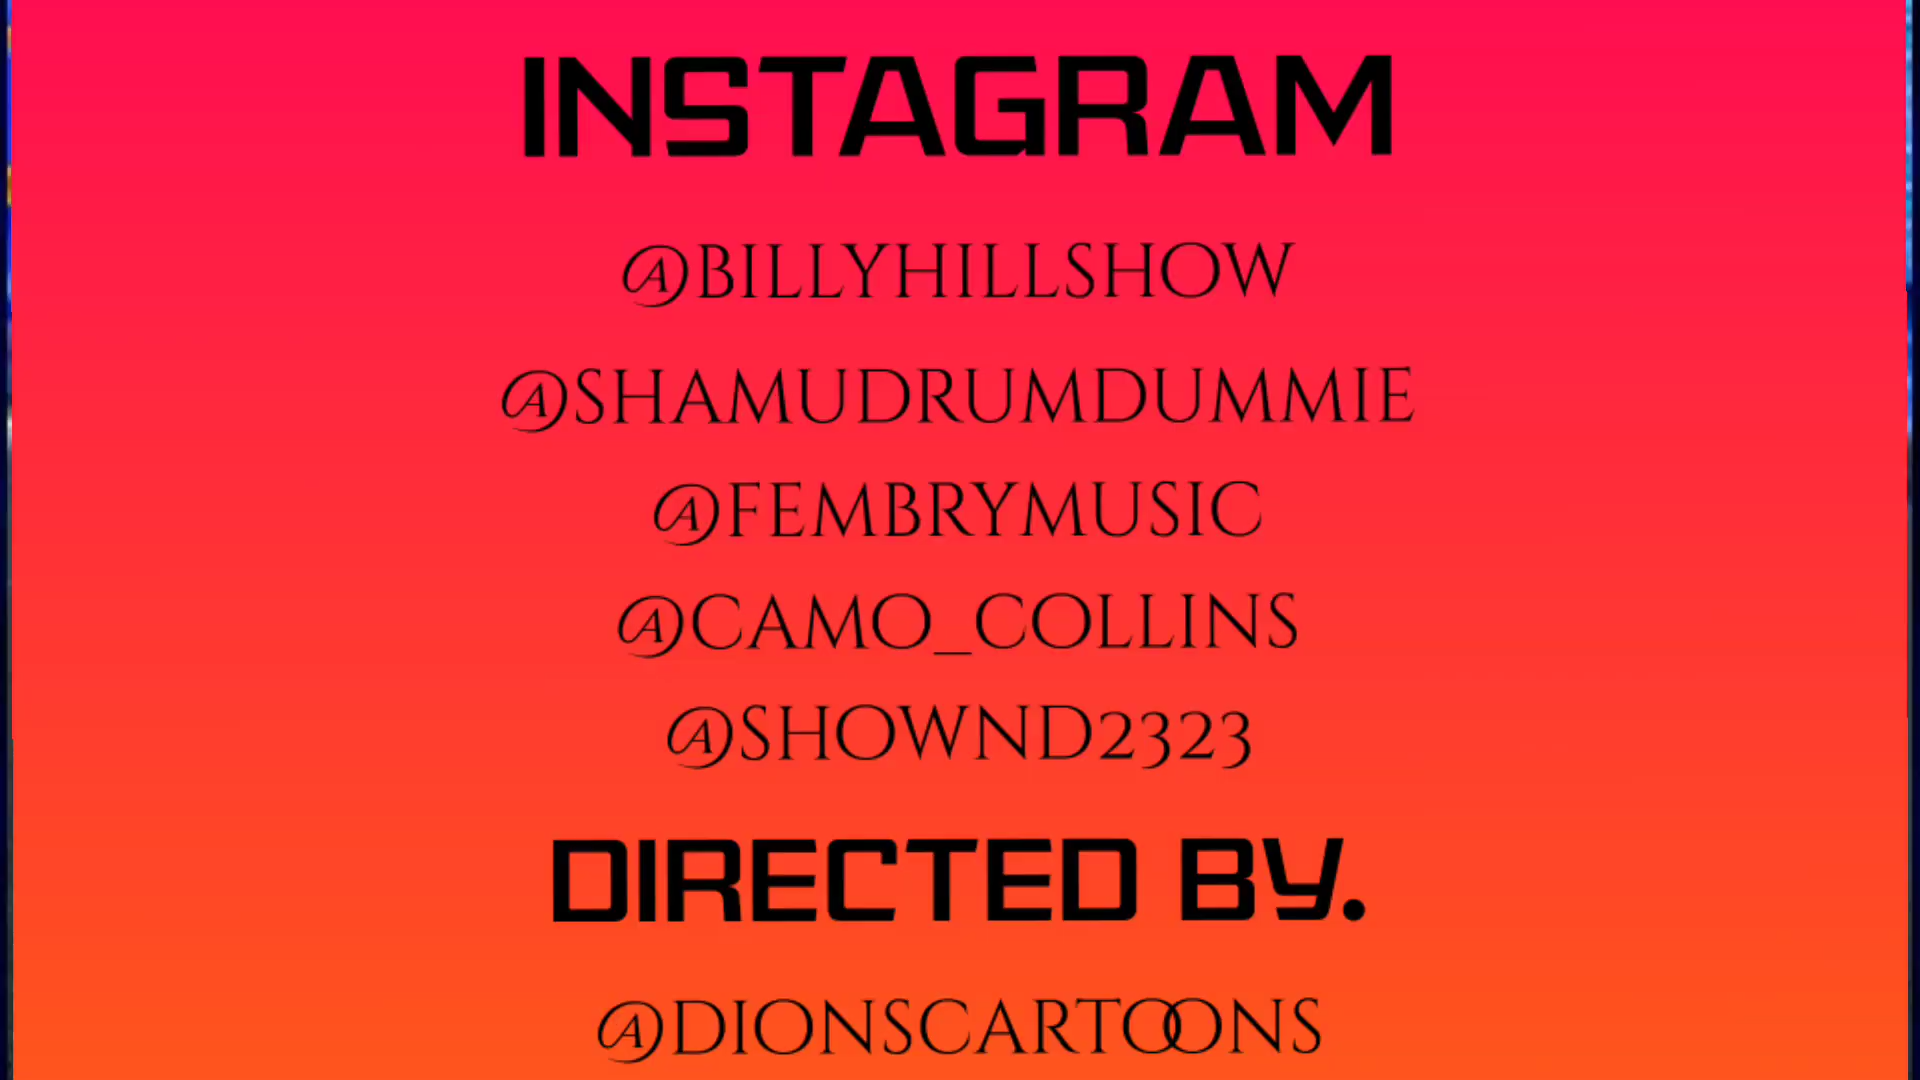 INSTAGRAM
@BILLYHILLSHOW
@SHAMUDRUMDUMMIE
@FEMBRYMUSIC
@CAMO_COLLINS
@SHOWND2323
DIRECTED BY.
@DIONSCARTOONS